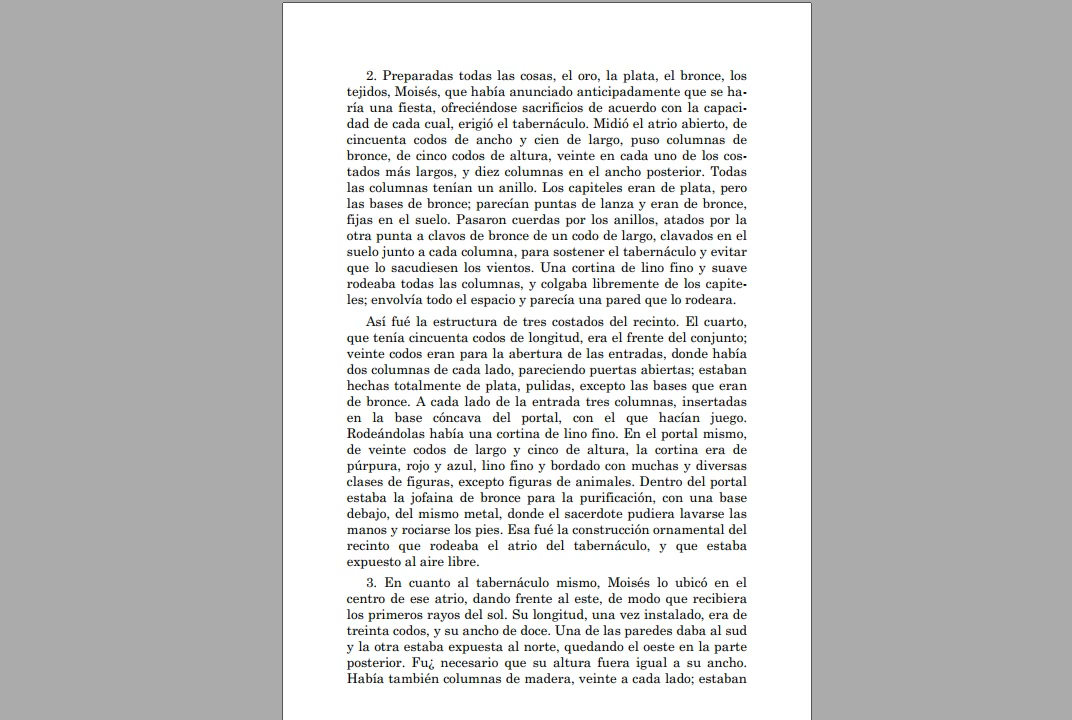 2. Preparadas todas las cosas, el oro, la plata, el bronce, los
tejidos, Moisés, que había anunciado anticipadamente que se ha-
ría una fiesta, ofreciéndose sacrificios de acuerdo con la capaci-
dad de cada cual, erigió el tabernáculo. Midió el atrio abierto, de
cincuenta codos de ancho y cien de largo, puso columnas de
bronce, de cinco codos de altura, veinte en cada uno de los cos-
tados más largos, y diez columnas en el ancho posterior. Todas
las columnas tenían un anillo. Los capiteles eran de plata, pero
las bases de bronce; parecían puntas de lanza y eran de bronce,
fijas en el suelo. Pasaron cuerdas por los anillos, atados por la
otra punta a clavos de bronce de un codo de largo, clavados en el
suelo junto a cada columna, para sostener el tabernáculo y evitar
que lo sacudiesen los vientos. Una cortina de lino fino y suave
rodeaba todas las columnas, y colgaba libremente de los capite-
les; envolvía todo el espacio y parecía una pared que lo rodeara.
Así fué la estructura de tres costados del recinto. El cuarto,
que tenía cincuenta codos de longitud, era el frente del conjunto;
veinte codos eran para la abertura de las entradas, donde había
dos columnas de cada lado, pareciendo puertas abiertas; estaban
hechas totalmente de plata, pulidas, excepto las bases que eran
de bronce. A cada lado de la entrada tres columnas, insertadas
en la base cóncava del portal, con el que hacían juego.
Rodeándolas había una cortina de lino fino. En el portal mismo,
de veinte codos de largo y cinco de altura, la cortina era de
púrpura, rojo y azul, lino fino y bordado con muchas y diversas
clases de figuras, excepto figuras de animales. Dentro del portal
estaba la jofaina de bronce para la purificación, con una base
debajo, del mismo metal, donde el sacerdote pudiera lavarse las
manos y rociarse los pies. Esa fué la construcción ornamental del
recinto que rodeaba el atrio del tabernáculo, y que estaba
expuesto al aire libre.
3. En cuanto al tabernáculo mismo, Moisés lo ubicó en el
centro de ese atrio, dando frente al este, de modo que recibiera
los primeros rayos del sol. Su longitud, una vez instalado, era de
treinta codos, y su ancho de doce. Una de las paredes daba al sud
y la otra estaba expuesta al norte, quedando el oeste en la parte
posterior. Fu¿ necesario que su altura fuera igual a su ancho.
Había también columnas de madera, veinte a cada lado; estaban